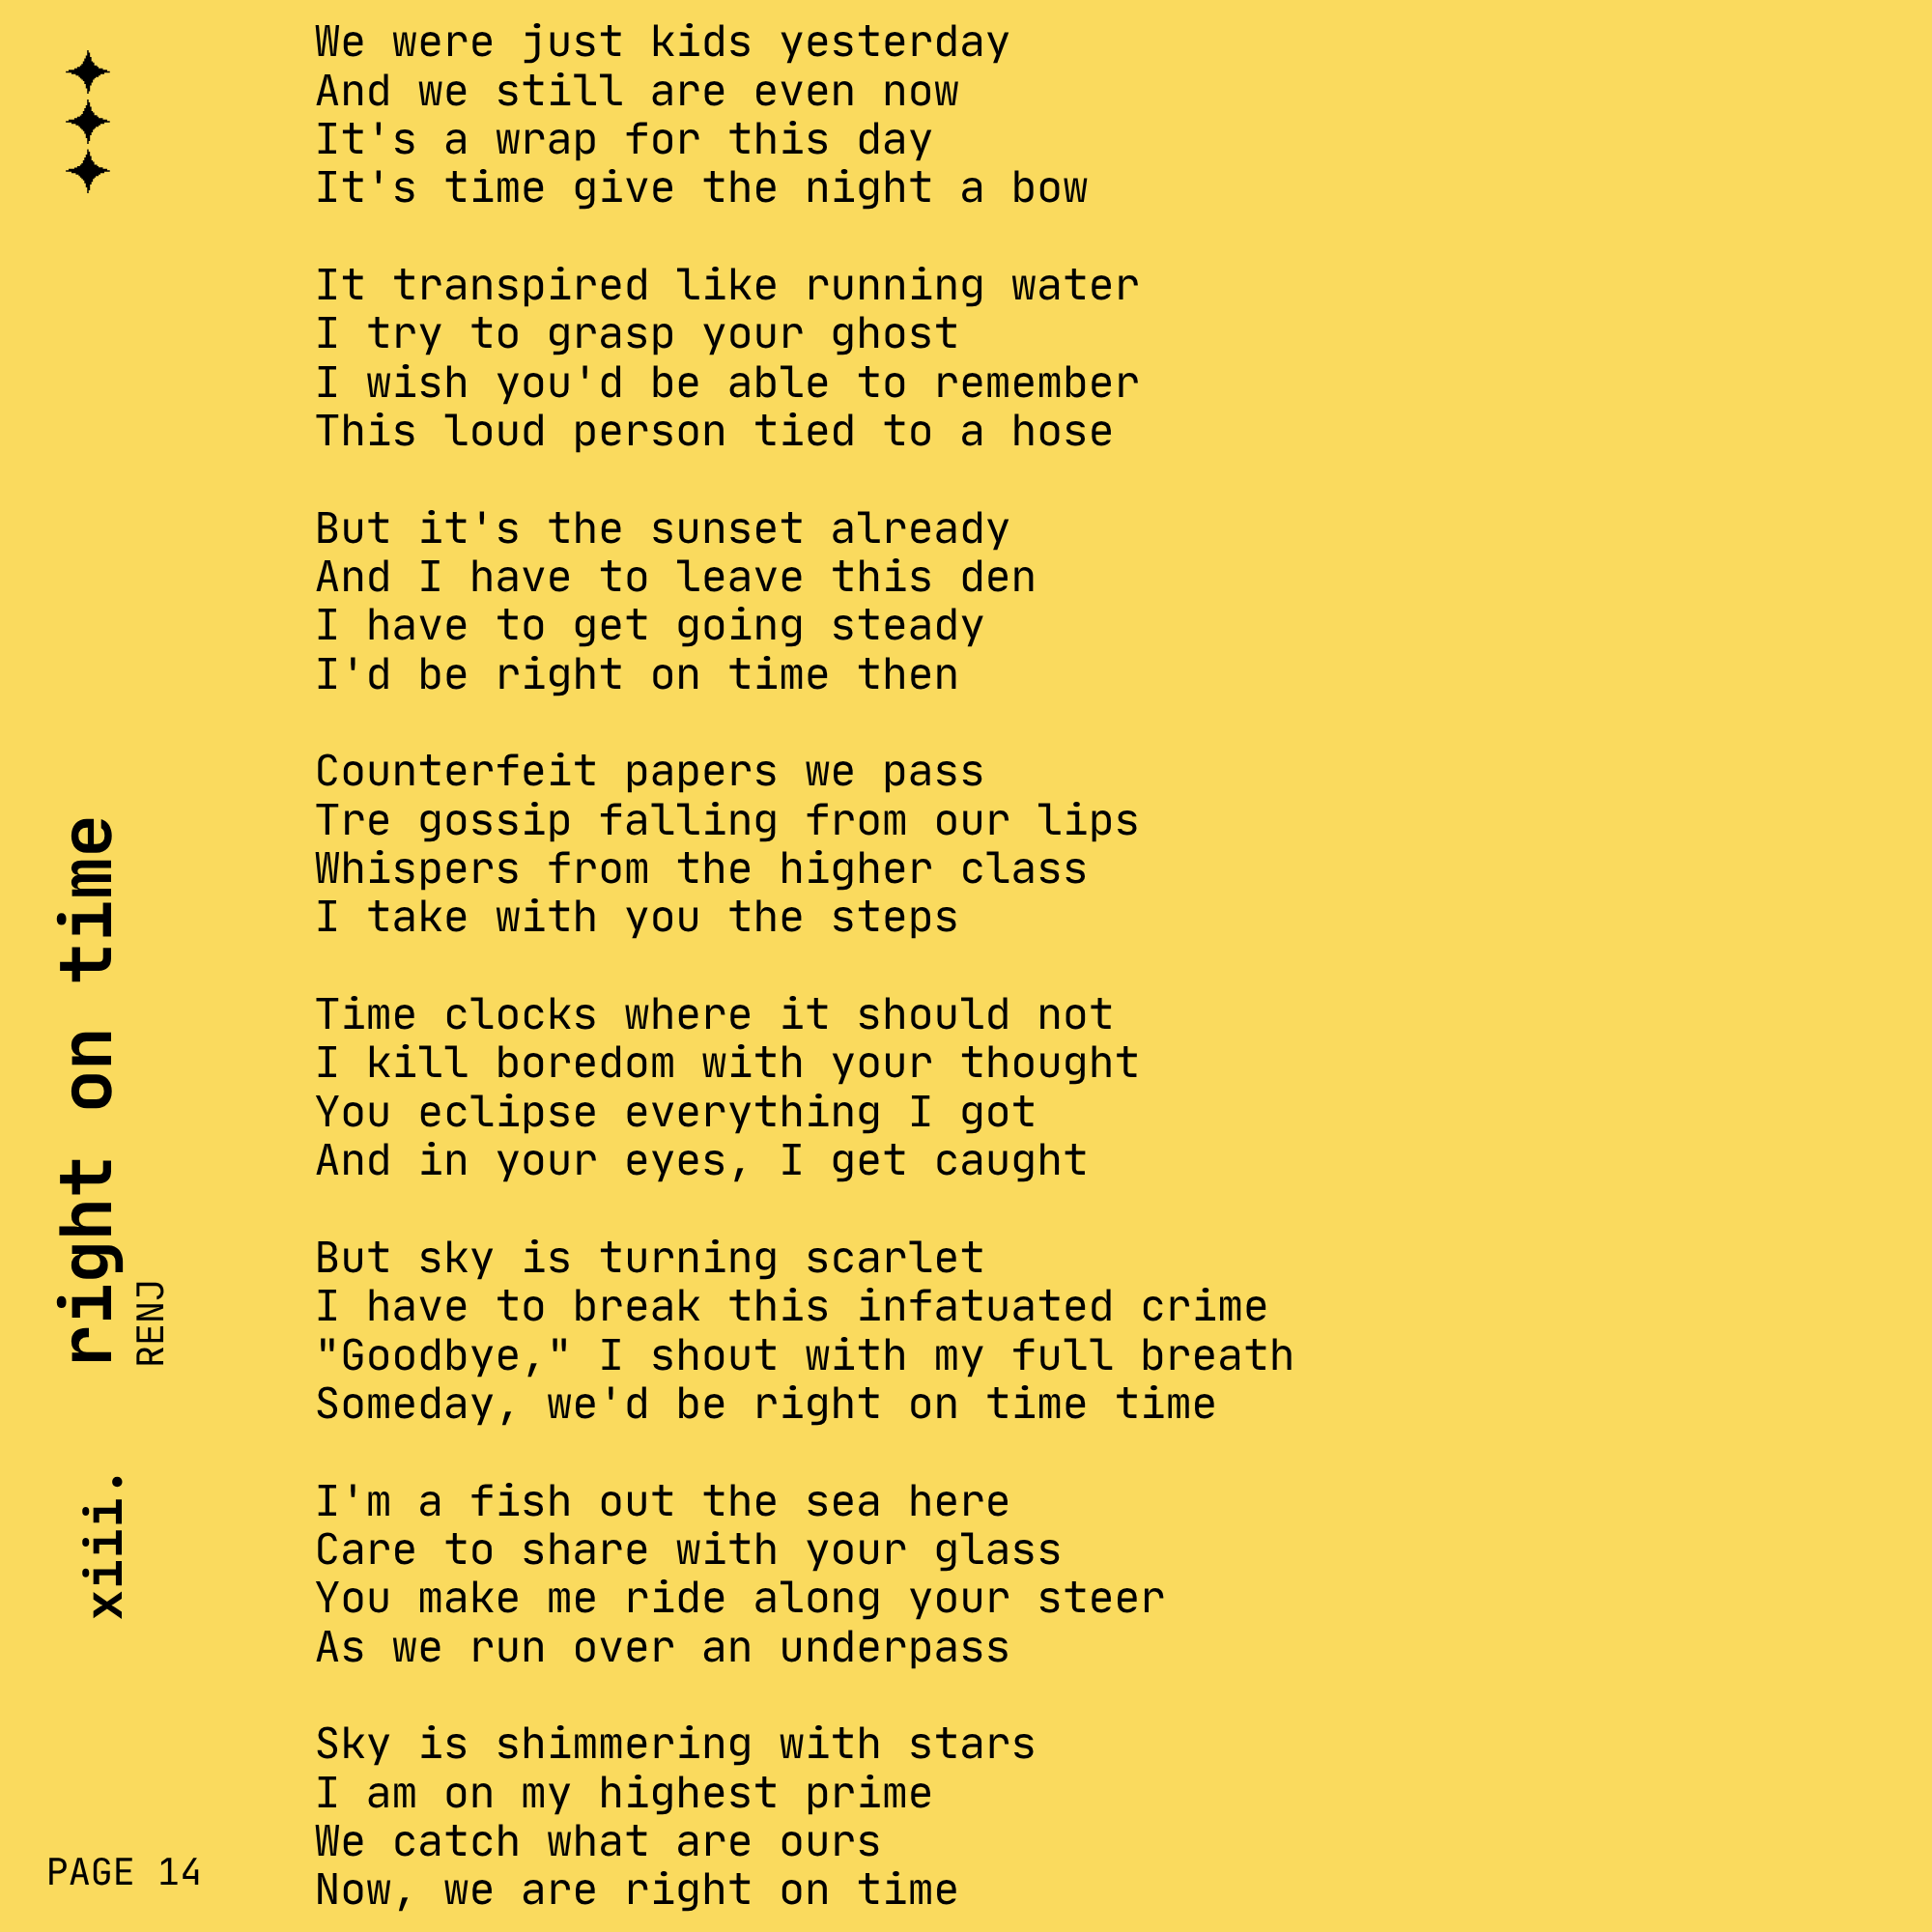 We were just kids yesterday
And we still are even now
It's a wrap for this day
It's time give the night a bow

It transpired like running water
I try to grasp your ghost
I wish you'd be able to remember
This loud person tied to a hose

But it's the sunset already
And I have to leave this den
I have to get going steady
I'd be right on time then

Counterfeit papers we pass
Tre gossip falling from our lips
Whispers from the higher class
I take with you the steps

Time clocks where it should not
I kill boredom with your thought
You eclipse everything I got
And in your eyes, I get caught

But sky is turning scarlet
I have to break this infatuated crime
"Goodbye," I shout with my full breath
Someday, we'd be right on time time

I'm a fish out the sea here
Care to share with your glass
You make me ride along your steer
As we run over an underpass

Sky is shimmering with stars
I am on my highest prime
We catch what are ours
Now, we are right on time

xiii.
right on time
RENJ
PAGE 14